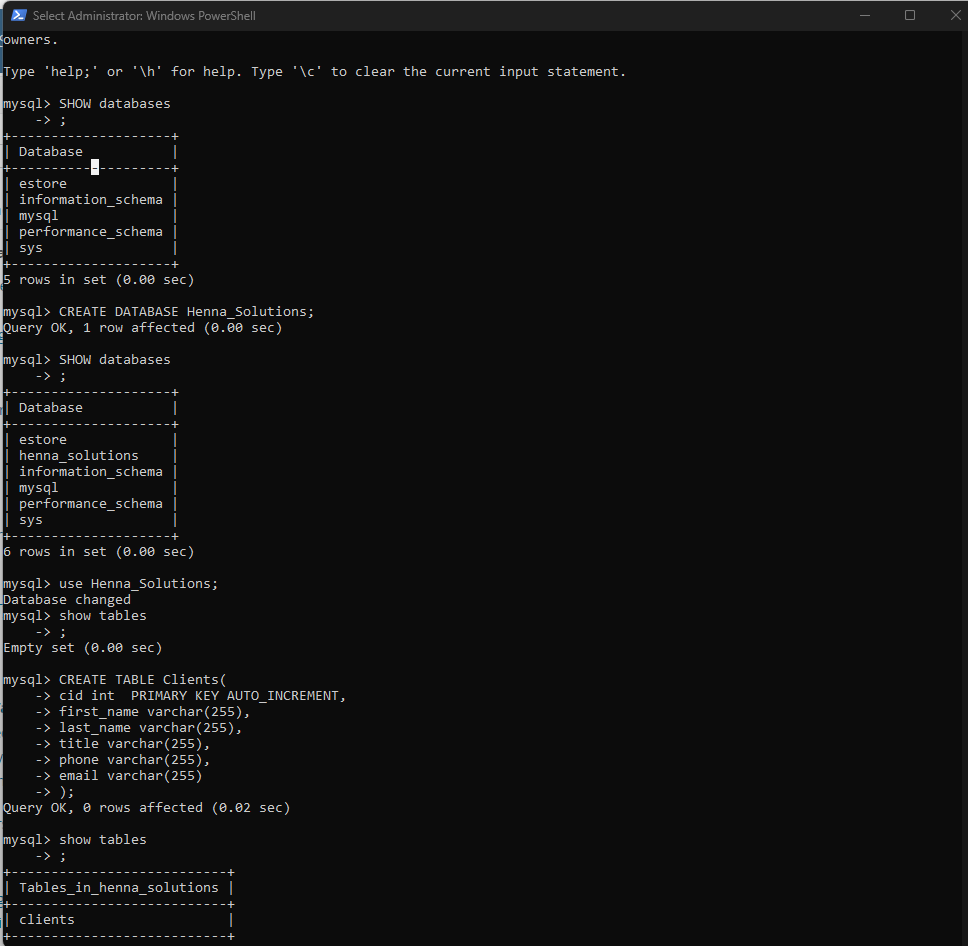 Select Administrator: Windows PowerShell
owners.
Type 'help;' or '\h' for help. Type '\c' to clear the current input statement.
mysql> SHOW databases
    -> ;
+--------------------+
| Database           |
+--------------------+
| estore             |
| information_schema |
| mysql              |
| performance_schema |
| sys                |
+--------------------+
5 rows in set (0.00 sec)
mysql> CREATE DATABASE Henna_Solutions;
Query OK, 1 row affected (0.00 sec)
mysql> SHOW databases
    -> ;
+--------------------+
| Database           |
+--------------------+
| estore             |
| henna_solutions    |
| information_schema |
| mysql              |
| performance_schema |
| sys                |
+--------------------+
6 rows in set (0.00 sec)
mysql> use Henna_Solutions;
Database changed
mysql> show tables
    -> ;
Empty set (0.00 sec)
mysql> CREATE TABLE Clients(
    -> cid int  PRIMARY KEY AUTO_INCREMENT,
    -> first_name varchar(255),
    -> last_name varchar(255),
    -> title varchar(255),
    -> phone varchar(255),
    -> email varchar(255)
    -> );
Query OK, 0 rows affected (0.02 sec)
mysql> show tables
    -> ;
+---------------------------+
| Tables_in_henna_solutions |
+---------------------------+
| clients                   |
+---------------------------+